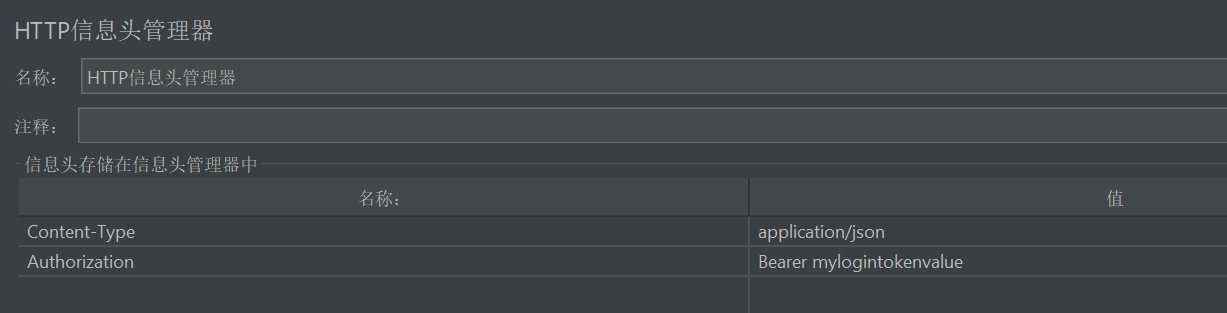 HTTP信息头管理器
名称： HTTP信息头管理器
注释：
信息头存储在信息头管理器中
名称： 值
Content-Type application/json
Authorization Bearer mylogintokenvalue